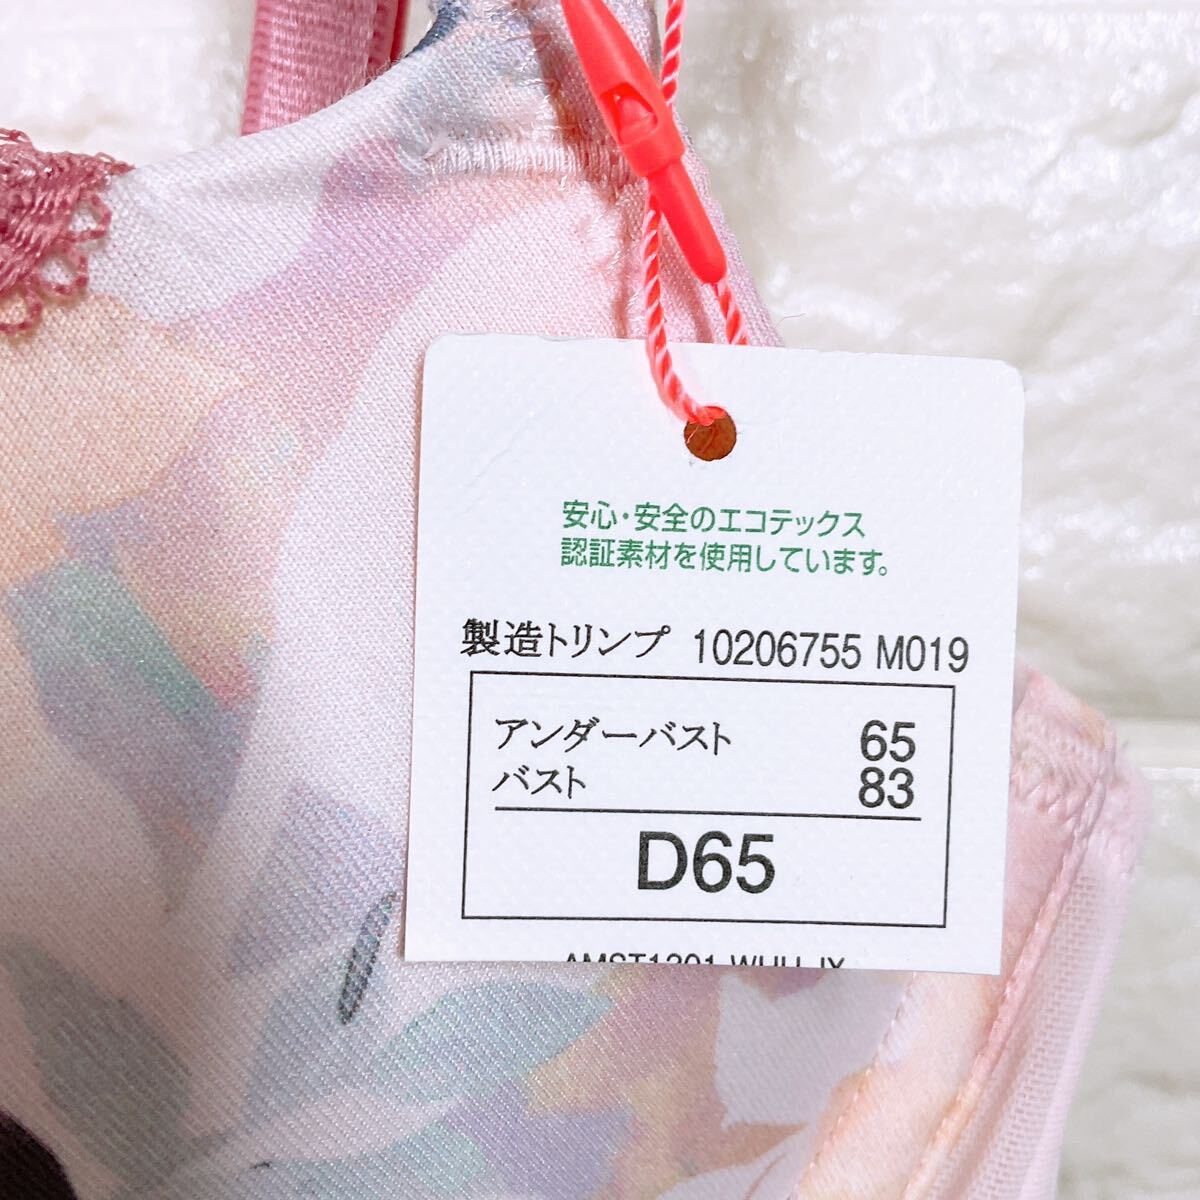 安心・安全のエコテックス
認証素材を使用しています。
製造トリンプ 10206755 M019
アンダーバスト 65
バスト 83
D65